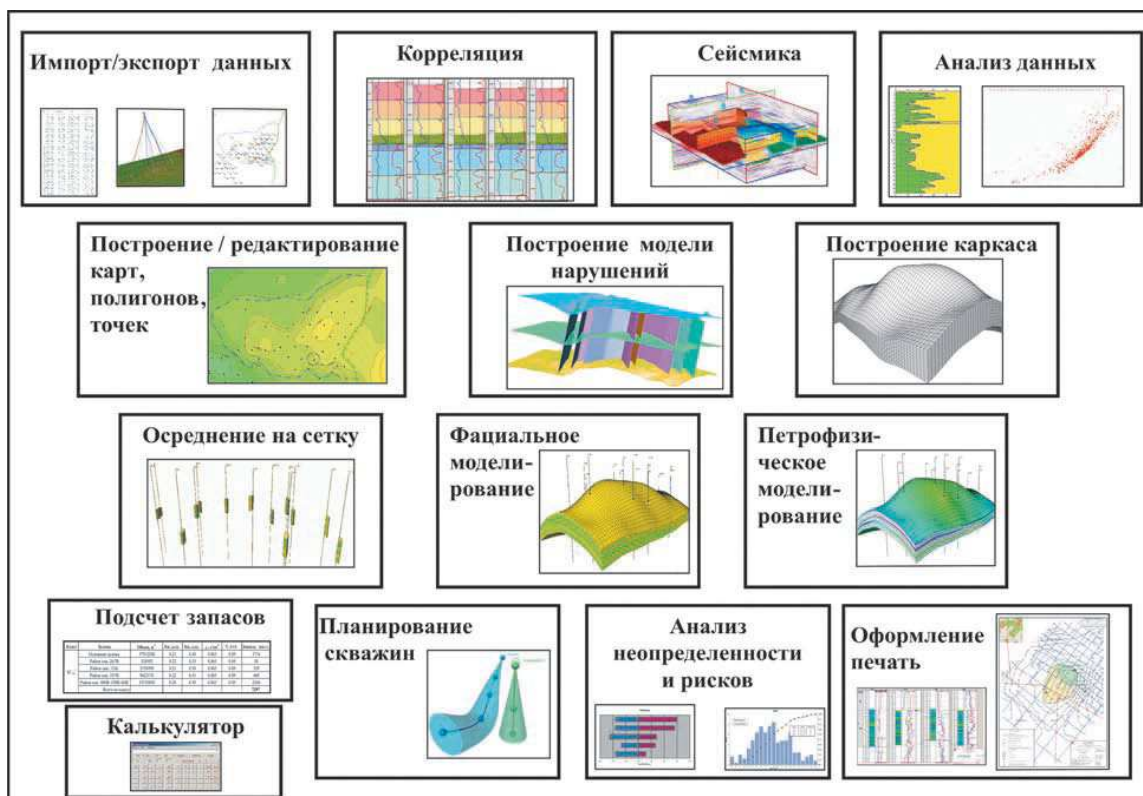 Импорт/экспорт данных
Корреляция
Сейсмика
Анализ данных
Построение / редактирование
карт,
полигонов,
точек
Построение модели
нарушений
Построение каркаса
Осреднение на сетку
Фациальное
модели-
рование
Петрофизи-
ческое
модели-
рование
Подсчет запасов
Калькулятор
Планирование
скважин
Анализ
неопределенности
и рисков
Оформление
печать